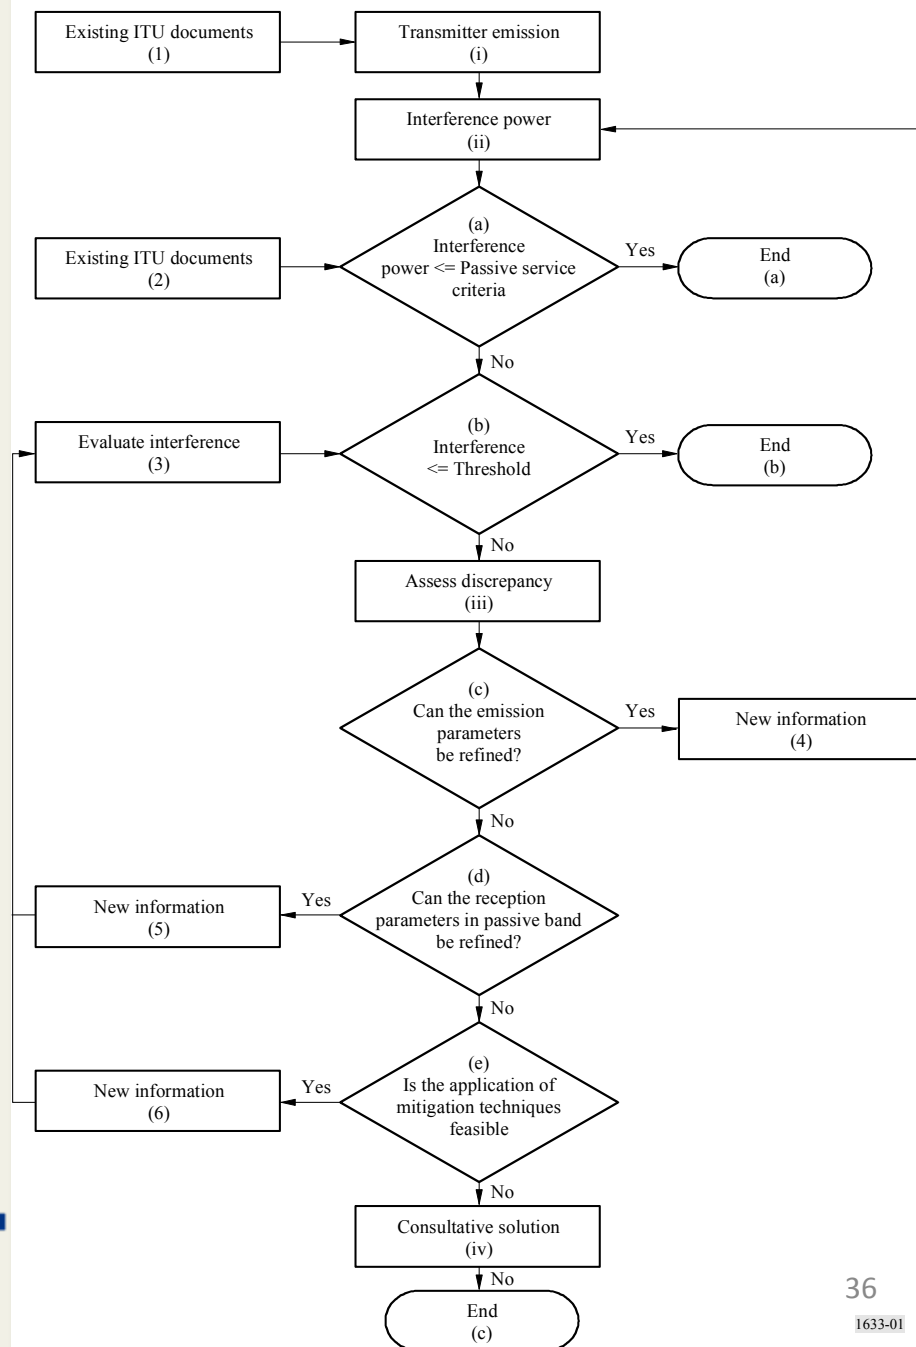 Existing ITU documents
(1)
Transmitter emission
(i)
Interference power
(ii)
(a)
Interference
power <= Passive service
criteria
Existing ITU documents
(2)
Yes
End
(a)
No
(b)
Interference
<= Threshold
Evaluate interference
(3)
Yes
End
(b)
No
Assess discrepancy
(iii)
(c)
Can the emission
parameters
be refined?
Yes
New information
(4)
No
(d)
Can the reception
parameters in passive band
be refined?
Yes
New information
(5)
No
(e)
Is the application of
mitigation techniques
feasible
Yes
New information
(6)
No
Consultative solution
(iv)
No
End
(c)
36
1633-01